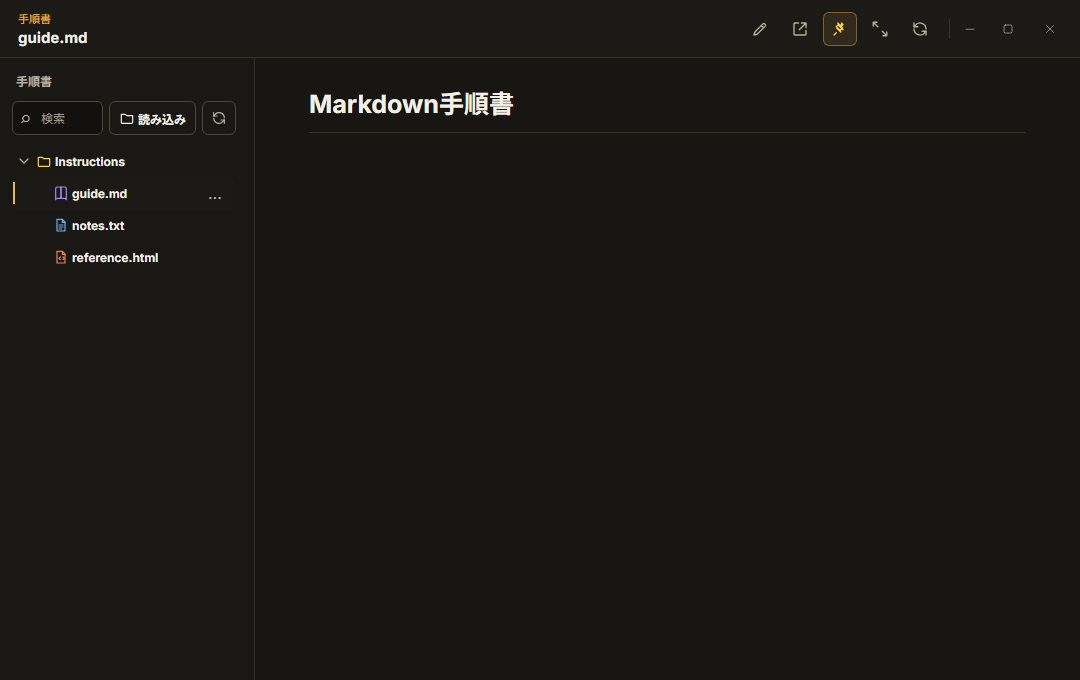 手順書
guide.md
手順書
検索
読み込み
Instructions
guide.md
...
notes.txt
reference.html
Markdown手順書